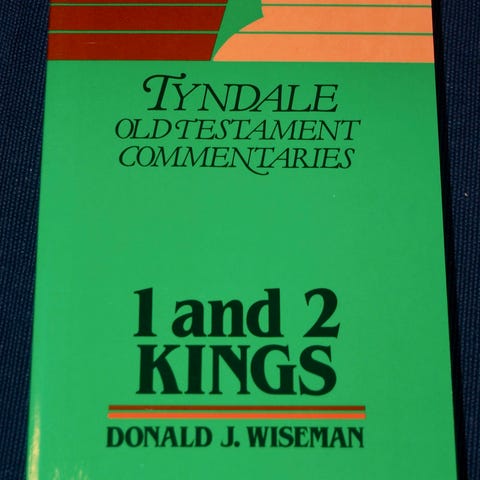 TYNDALE
OLD TESTAMENT
COMMENTARIES
1 and 2
KINGS
DONALD J. WISEMAN